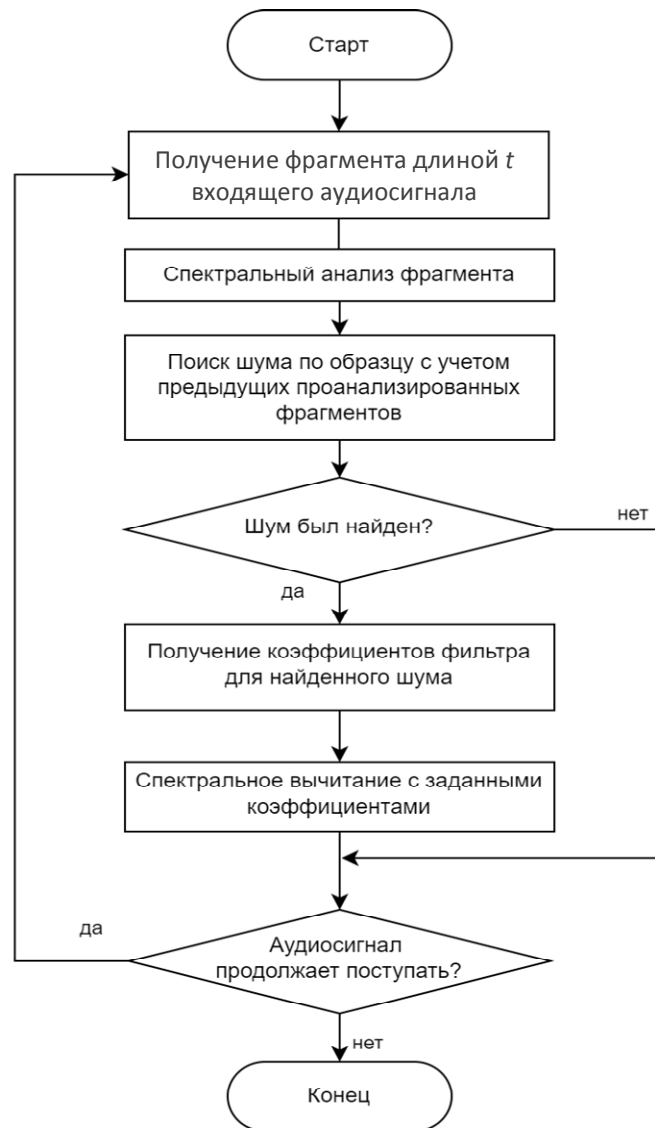 Старт
Получение фрагмента длиной t
входящего аудиосигнала
Спектральный анализ фрагмента
Поиск шума по образцу с учетом
предыдущих проанализированных
фрагментов
Шум был найден?
нет
да
Получение коэффициентов фильтра
для найденного шума
Спектральное вычитание с заданными
коэффициентами
да
Аудиосигнал
продолжает поступать?
нет
Конец